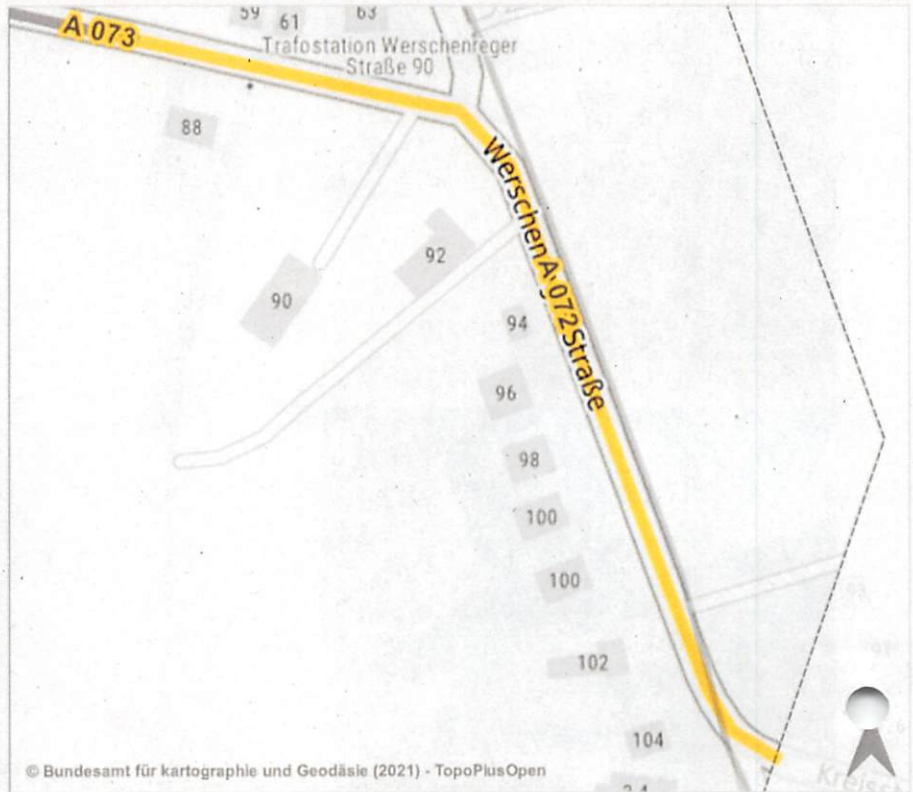 59
61
63
A 073
Trafostation Werschenreger
Straße 90
88
92
90
94
96
98
100
100
102
104
A 072
Straße
© Bundesamt für kartographie und Geodäsie (2021) - TopoPlusOpen